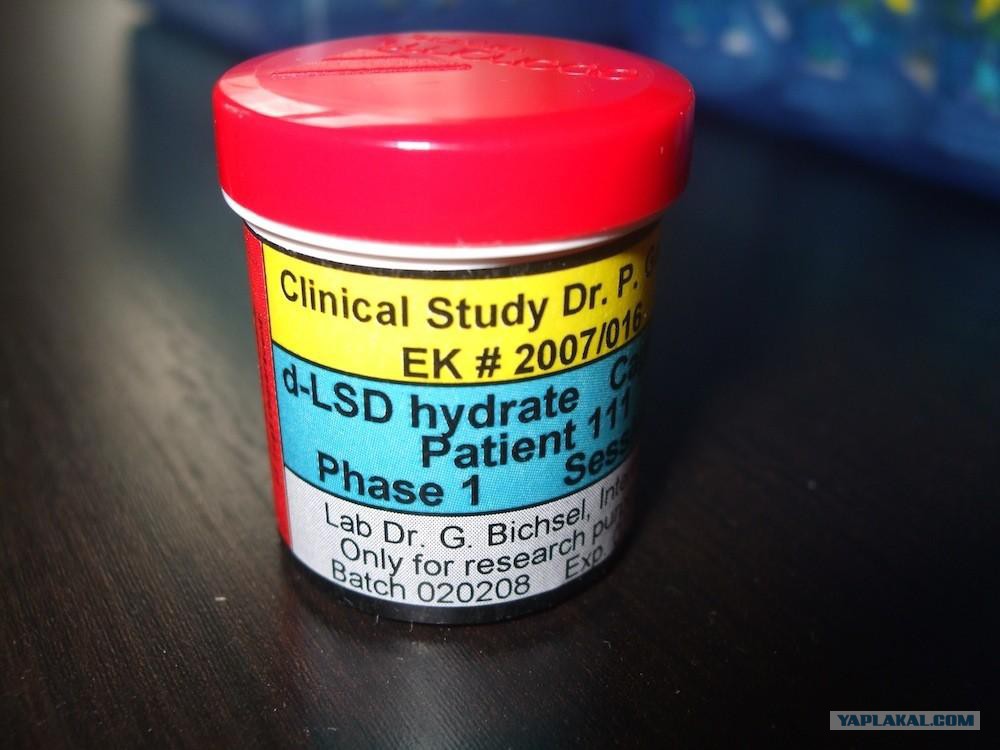 Clinical Study Dr. P.
EK # 2007/016
d-LSD hydrate
Patient 111
Phase 1
Lab Dr. G. Bichsel,
Only for research
Batch 020208 Exp.
YAPLAKAL.COM